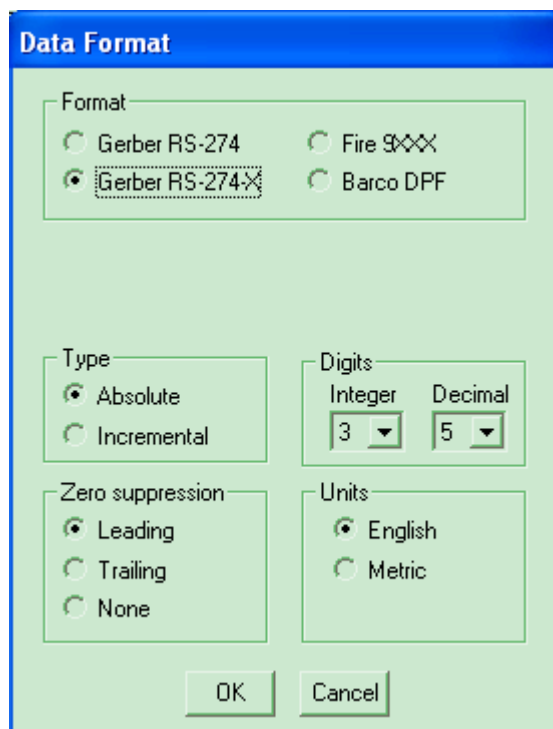 Data Format
Format
Gerber RS-274
Fire 9XXX
Gerber RS-274-X
Barco DPF
Type
Absolute
Incremental
Digits
Integer Decimal
3 5
Zero suppression
Leading
Trailing
None
Units
English
Metric
OK Cancel